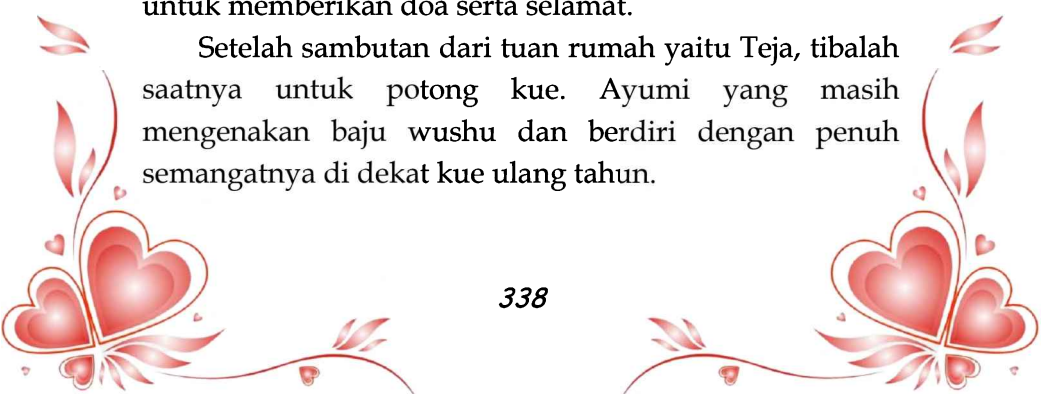 untuk memberikan doa serta selamat.
Setelah sambutan dari tuan rumah yaitu Teja, tibalah
saatnya untuk potong kue. Ayumi yang masih
mengenakan baju wushu dan berdiri dengan penuh
semangatnya di dekat kue ulang tahun.
338